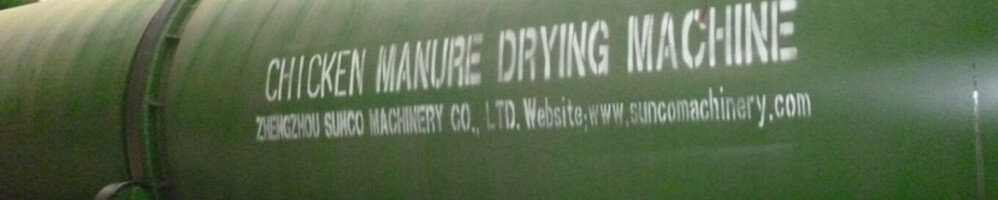 CHICKEN MANURE DRYING MACHINE
ZHENGZHOU SUNCO MACHINERY CO., LTD. Website:www.suncomachinery.com